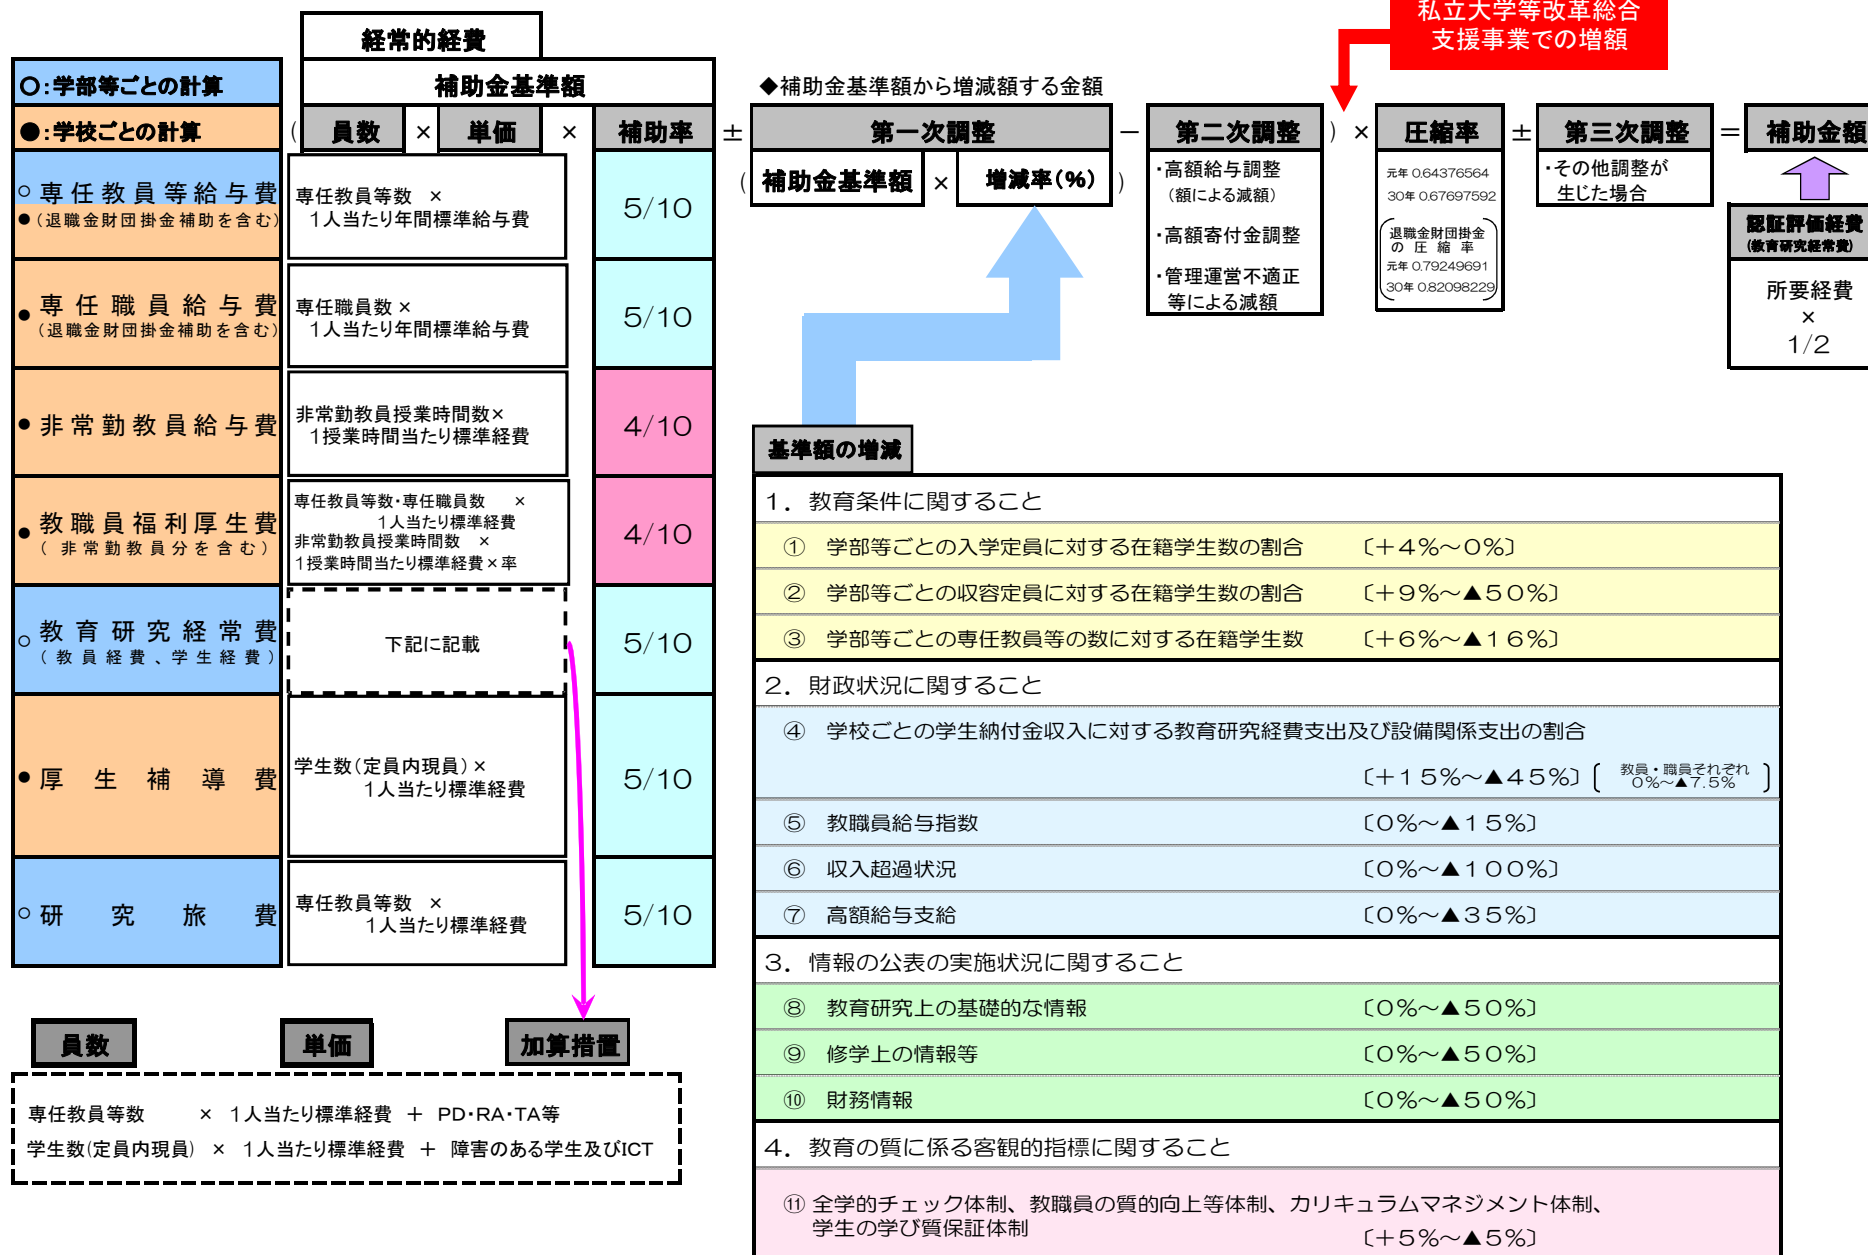 私立大学等改革総合
支援事業での増額
経常的経費
○:学部等ごとの計算
補助金基準額
◆補助金基準額から増減額する金額
●:学校ごとの計算
( 員数 × 単価 × 補助率 ± 第一次調整 － 第二次調整 ) × 圧縮率 ± 第三次調整 ＝ 補助金額
( 補助金基準額 × 増減率(%) )
・高額給与調整
(額による減額)
・高額寄付金調整
・管理運営不適正
等による減額
元年 0.64376564
30年 0.67697592
退職金財団掛金
の圧縮率
元年 0.79249691
30年 0.82098229
・その他調整が
生じた場合
認証評価経費
(教育研究経常費)
所要経費
×
1/2
○専任教員等給与費
●(退職金財団掛金補助を含む)
専任教員等数 ×
1人当たり年間標準給与費
5/10
●専任職員給与費
(退職金財団掛金補助を含む)
専任職員数×
1人当たり年間標準給与費
5/10
●非常勤教員給与費
非常勤教員授業時間数×
1授業時間当たり標準経費
4/10
●教職員福利厚生費
(非常勤教員分を含む)
専任教員等数・専任職員数 ×
1人当たり標準経費
非常勤教員授業時間数 ×
1授業時間当たり標準経費×率
4/10
○教育研究経常費
(教員経費、学生経費)
下記に記載
5/10
●厚生補導費
学生数(定員内現員)×
1人当たり標準経費
5/10
○研究旅費
専任教員等数 ×
1人当たり標準経費
5/10
員数 単価 加算措置
専任教員等数 × 1人当たり標準経費 ＋ PD・RA・TA等
学生数(定員内現員) × 1人当たり標準経費 ＋ 障害のある学生及びICT
基準額の増減
1．教育条件に関すること
① 学部等ごとの入学定員に対する在籍学生数の割合 〔＋4％～0％〕
② 学部等ごとの収容定員に対する在籍学生数の割合 〔＋9％～▲50％〕
③ 学部等ごとの専任教員等の数に対する在籍学生数 〔＋6％～▲16％〕
2．財政状況に関すること
④ 学校ごとの学生納付金収入に対する教育研究経費支出及び設備関係支出の割合
〔＋15％～▲45％〕〔教員・職員それぞれ
0％～▲7.5％〕
⑤ 教職員給与指数 〔0％～▲15％〕
⑥ 収入超過状況 〔0％～▲100％〕
⑦ 高額給与支給 〔0％～▲35％〕
3．情報の公表の実施状況に関すること
⑧ 教育研究上の基礎的な情報 〔0％～▲50％〕
⑨ 修学上の情報等 〔0％～▲50％〕
⑩ 財務情報 〔0％～▲50％〕
4．教育の質に係る客観的指標に関すること
⑪ 全学的チェック体制、教職員の質的向上等体制、カリキュラムマネジメント体制、
学生の学び質保証体制
〔＋5％～▲5％〕